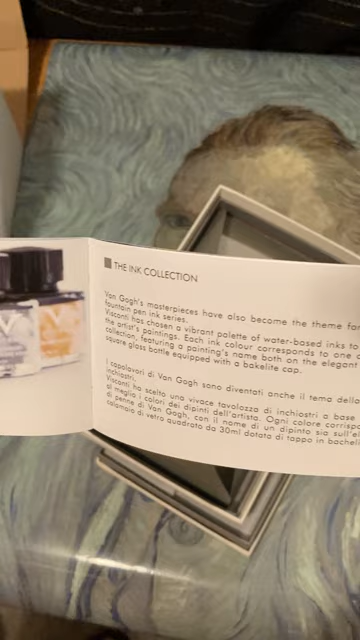 THE INK COLLECTION
Van Gogh's masterpieces have also become the theme for
fountain pen ink series.
Visconti has chosen a vibrant palette of water-based inks to
the artist's paintings. Each ink colour corresponds to one
collection, featuring a painting's name both on the elegant
square gloss bottle equipped with a bakelite cap.
I capolavori di Van Gogh sono diventati anche il tema della
inchiostri.
Visconti ha scelto una vivace tavolozza di inchiostri a base
di meglio i colori dei dipinti dell'artista. Ogni colore
di penne di Van Gogh, con il nome di un dipinto sia
calamaio di vetro quadrato da 30ml dotato di tappo in